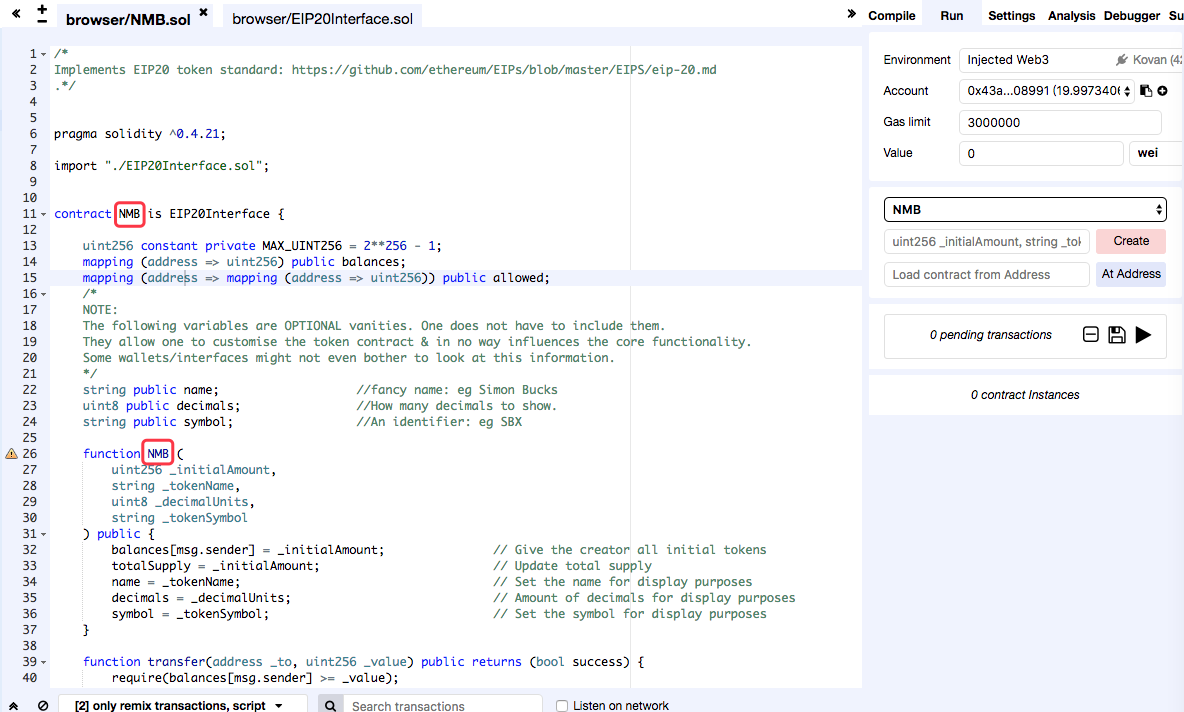 browser/NMB.sol
browser/EIP20Interface.sol
Compile Run Settings Analysis Debugger Su
1 /*
2 Implements EIP20 token standard: https://github.com/ethereum/EIPs/blob/master/EIPS/eip-20.md
3 .*/
4
5
6 pragma solidity ^0.4.21;
7
8 import "./EIP20Interface.sol";
9
10
11 contract NMB is EIP20Interface {
12
13 uint256 constant private MAX_UINT256 = 2**256 - 1;
14 mapping (address => uint256) public balances;
15 mapping (address => mapping (address => uint256)) public allowed;
16 /*
17 NOTE:
18 The following variables are OPTIONAL vanities. One does not have to include them.
19 They allow one to customise the token contract & in no way influences the core functionality.
20 Some wallets/interfaces might not even bother to look at this information.
21 */
22 string public name; //fancy name: eg Simon Bucks
23 uint8 public decimals; //How many decimals to show.
24 string public symbol; //An identifier: eg SBX
25
26 function NMB (
27 uint256 _initialAmount,
28 string _tokenName,
29 uint8 _decimalUnits,
30 string _tokenSymbol
31 ) public {
32 balances[msg.sender] = _initialAmount; // Give the creator all initial tokens
33 totalSupply = _initialAmount; // Update total supply
34 name = _tokenName; // Set the name for display purposes
35 decimals = _decimalUnits; // Amount of decimals for display purposes
36 symbol = _tokenSymbol; // Set the symbol for display purposes
37 }
38
39 function transfer(address _to, uint256 _value) public returns (bool success) {
40 require(balances[msg.sender] >= _value);
[2] only remix transactions, script
Search transactions
Listen on network
Environment Injected Web3 Kovan (42
Account 0x43a...08991 (19.9973406
Gas limit 3000000
Value 0 wei
NMB
uint256 _initialAmount, string _tok Create
Load contract from Address At Address
0 pending transactions
0 contract Instances